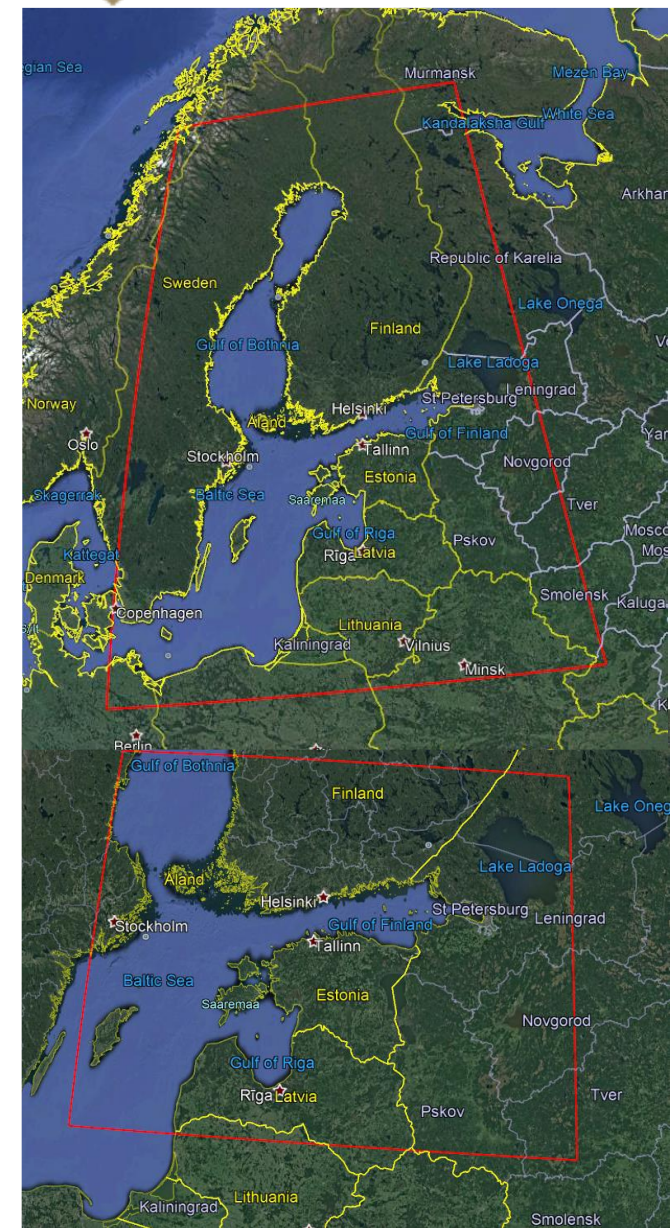 egian Sea
Murmansk
Mezen Bay
White Sea
Kandalaksha Gulf
Arkhar
Republic of Karelia
Sweden
Lake Onega
Finland
Gulf of Bothnia
Lake Ladoga
Leningrad
St Petersburg
Norway
Helsinki
Aland
Gulf of Finland
Oslo
Tallinn
Stockholm
Novgorod
Estonia
Skagerrak
Baltic Sea
Saaremaa
Tver
Gulf of Riga
Pskov
Kattegat
Rīga
Latvia
Denmark
Smolensk
Kaluga
Copenhagen
Lithuania
Kaliningrad
Vilnius
Minsk
Berlin
Gulf of Bothnia
Finland
Lake Oneg
Lake Ladoga
Aland
Helsinki
St Petersburg
Stockholm
Gulf of Finland
Leningrad
Tallinn
Baltic Sea
Estonia
Saaremaa
Novgorod
Gulf of Riga
Rīga
Latvia
Tver
Pskov
Lithuania
Kaliningrad
Smolensk